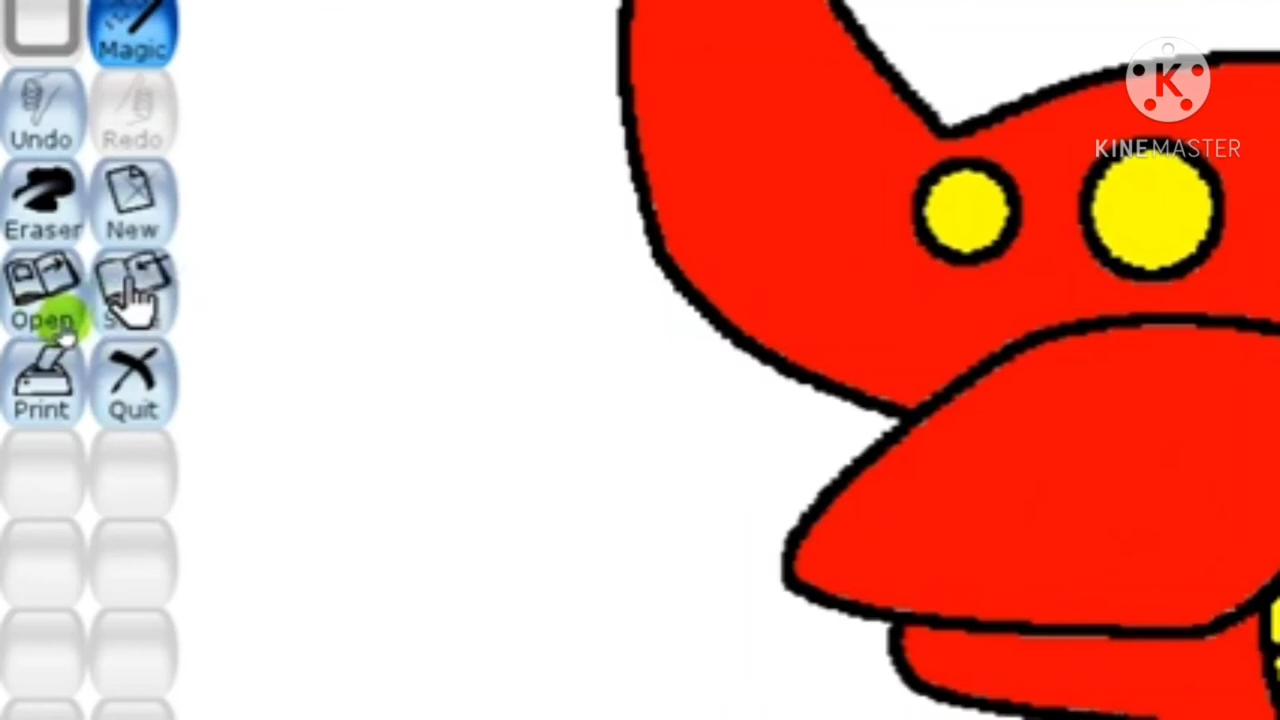 Magic
Undo
Redo
Eraser
New
Open
Print
Quit
K
KINEMASTER